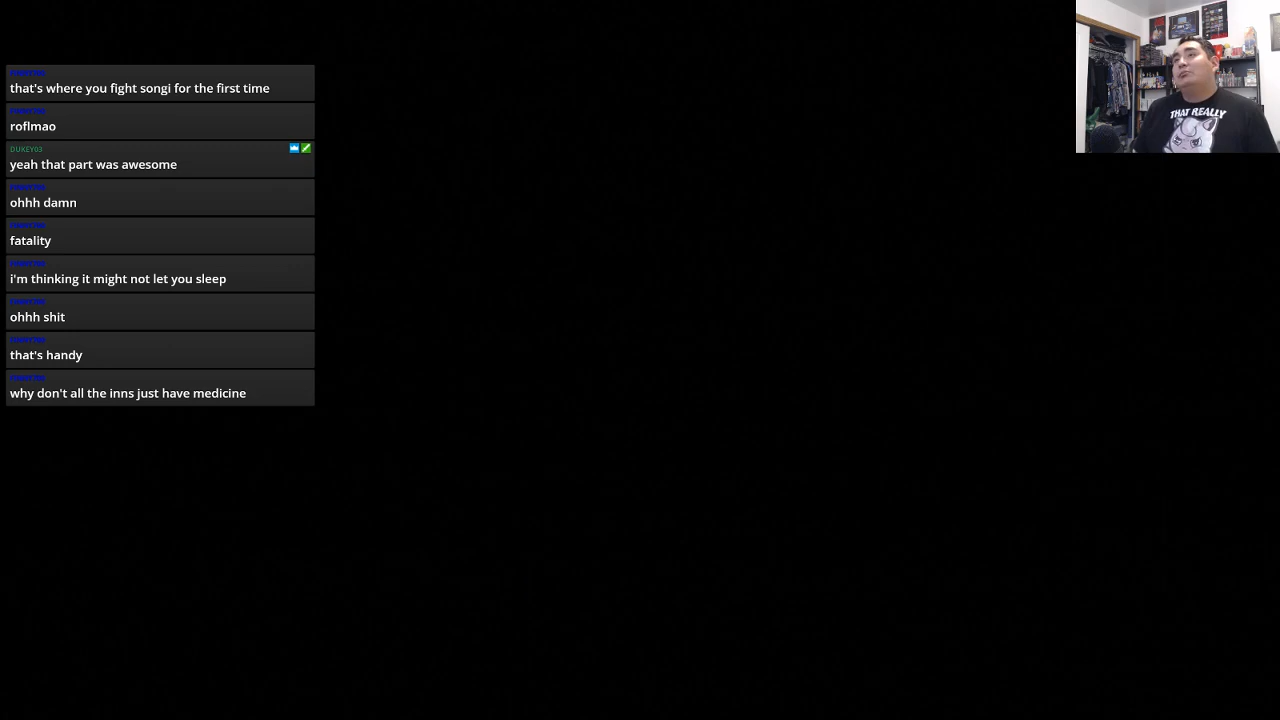 that's where you fight songi for the first time
roflmao
DUKEY03
yeah that part was awesome
ohhh damn
fatality
i'm thinking it might not let you sleep
ohhh shit
that's handy
why don't all the inns just have medicine
THAT REALLY